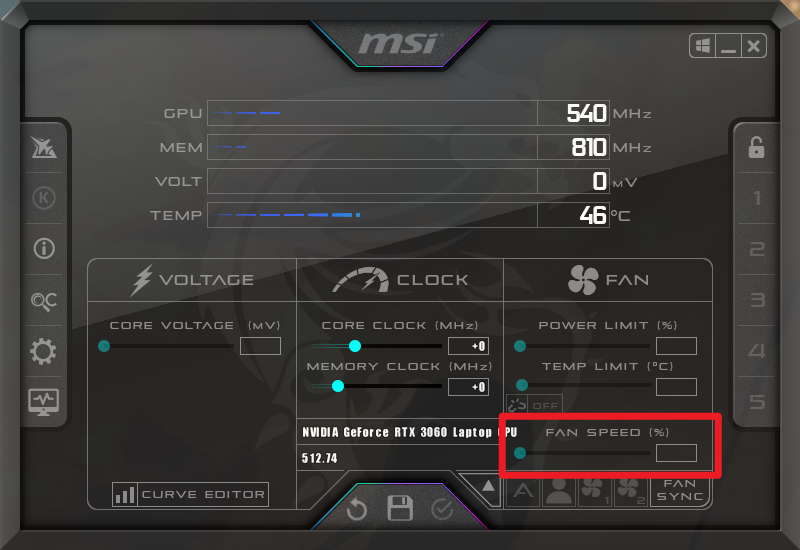 msi
GPU 540 MHz
MEM 810 MHz
VOLT 0 MV
TEMP 46 °C
K
1
2
3
4
5
VOLTAGE
CLOCK
FAN
CORE VOLTAGE (MV)
CORE CLOCK (MHz)
+0
POWER LIMIT (%)
MEMORY CLOCK (MHz)
+0
TEMP LIMIT (°C)
OFF
NVIDIA GeForce RTX 3060 Laptop GPU
FAN SPEED (%)
512.74
CURVE EDITOR
A
1
2
FAN
SYNC